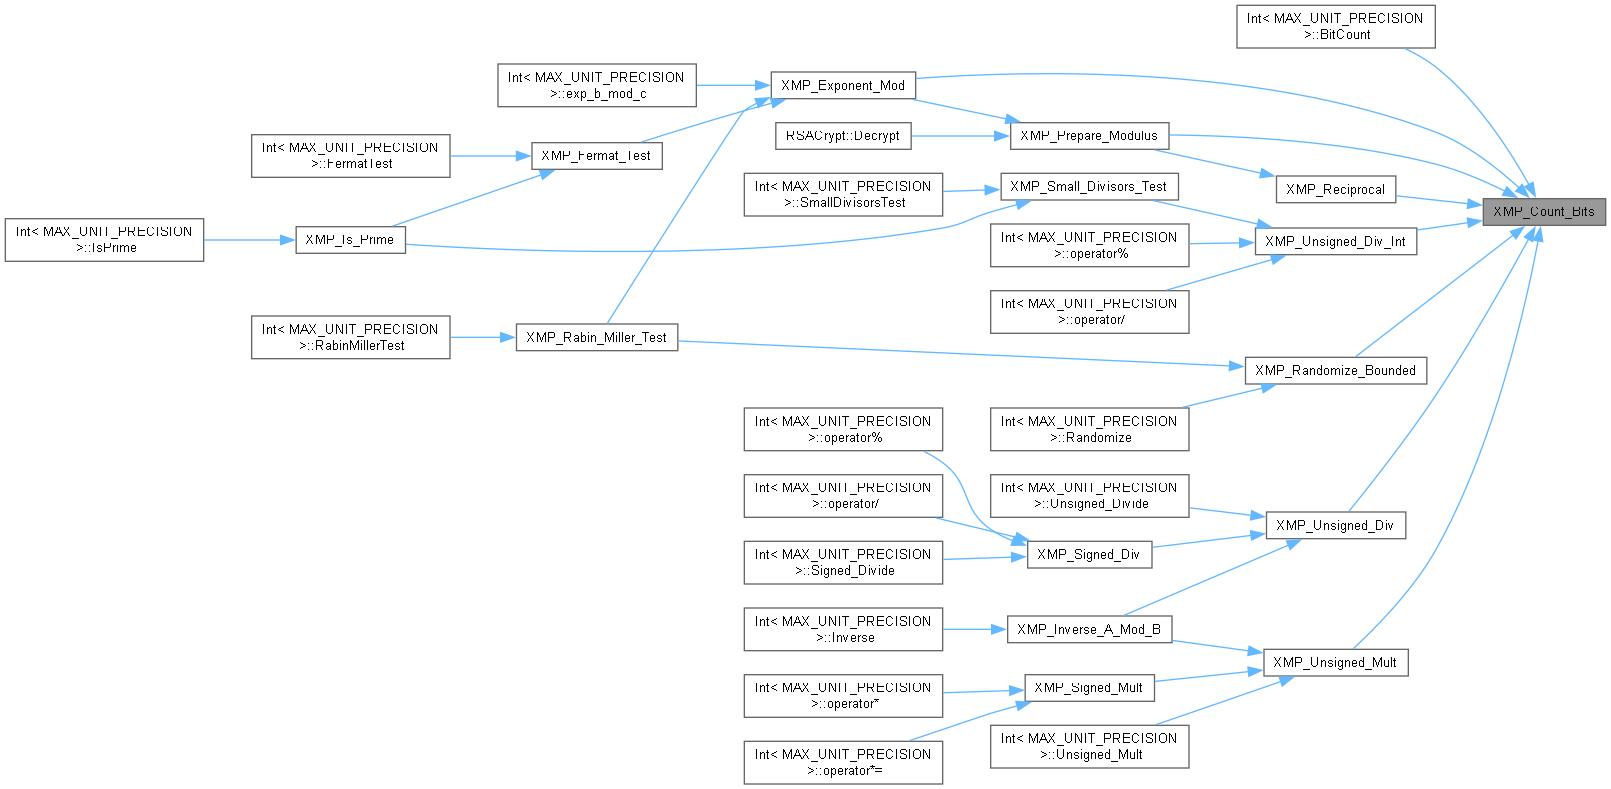 Int< MAX_UNIT_PRECISION
>::BitCount
Int< MAX_UNIT_PRECISION
>::exp_b_mod_c
XMP_Exponent_Mod
RSACrypt::Decrypt
XMP_Prepare_Modulus
Int< MAX_UNIT_PRECISION
>::FermatTest
XMP_Fermat_Test
Int< MAX_UNIT_PRECISION
>::SmallDivisorsTest
XMP_Small_Divisors_Test
XMP_Reciprocal
XMP_Count_Bits
Int< MAX_UNIT_PRECISION
>::IsPrime
XMP_Is_Prime
Int< MAX_UNIT_PRECISION
>::operator%
XMP_Unsigned_Div_Int
Int< MAX_UNIT_PRECISION
>::operator/
Int< MAX_UNIT_PRECISION
>::RabinMillerTest
XMP_Rabin_Miller_Test
XMP_Randomize_Bounded
Int< MAX_UNIT_PRECISION
>::operator%
Int< MAX_UNIT_PRECISION
>::Randomize
Int< MAX_UNIT_PRECISION
>::operator/
Int< MAX_UNIT_PRECISION
>::Unsigned_Divide
XMP_Unsigned_Div
Int< MAX_UNIT_PRECISION
>::Signed_Divide
XMP_Signed_Div
Int< MAX_UNIT_PRECISION
>::Inverse
XMP_Inverse_A_Mod_B
XMP_Unsigned_Mult
Int< MAX_UNIT_PRECISION
>::operator*
XMP_Signed_Mult
Int< MAX_UNIT_PRECISION
>::Unsigned_Mult
Int< MAX_UNIT_PRECISION
>::operator*=